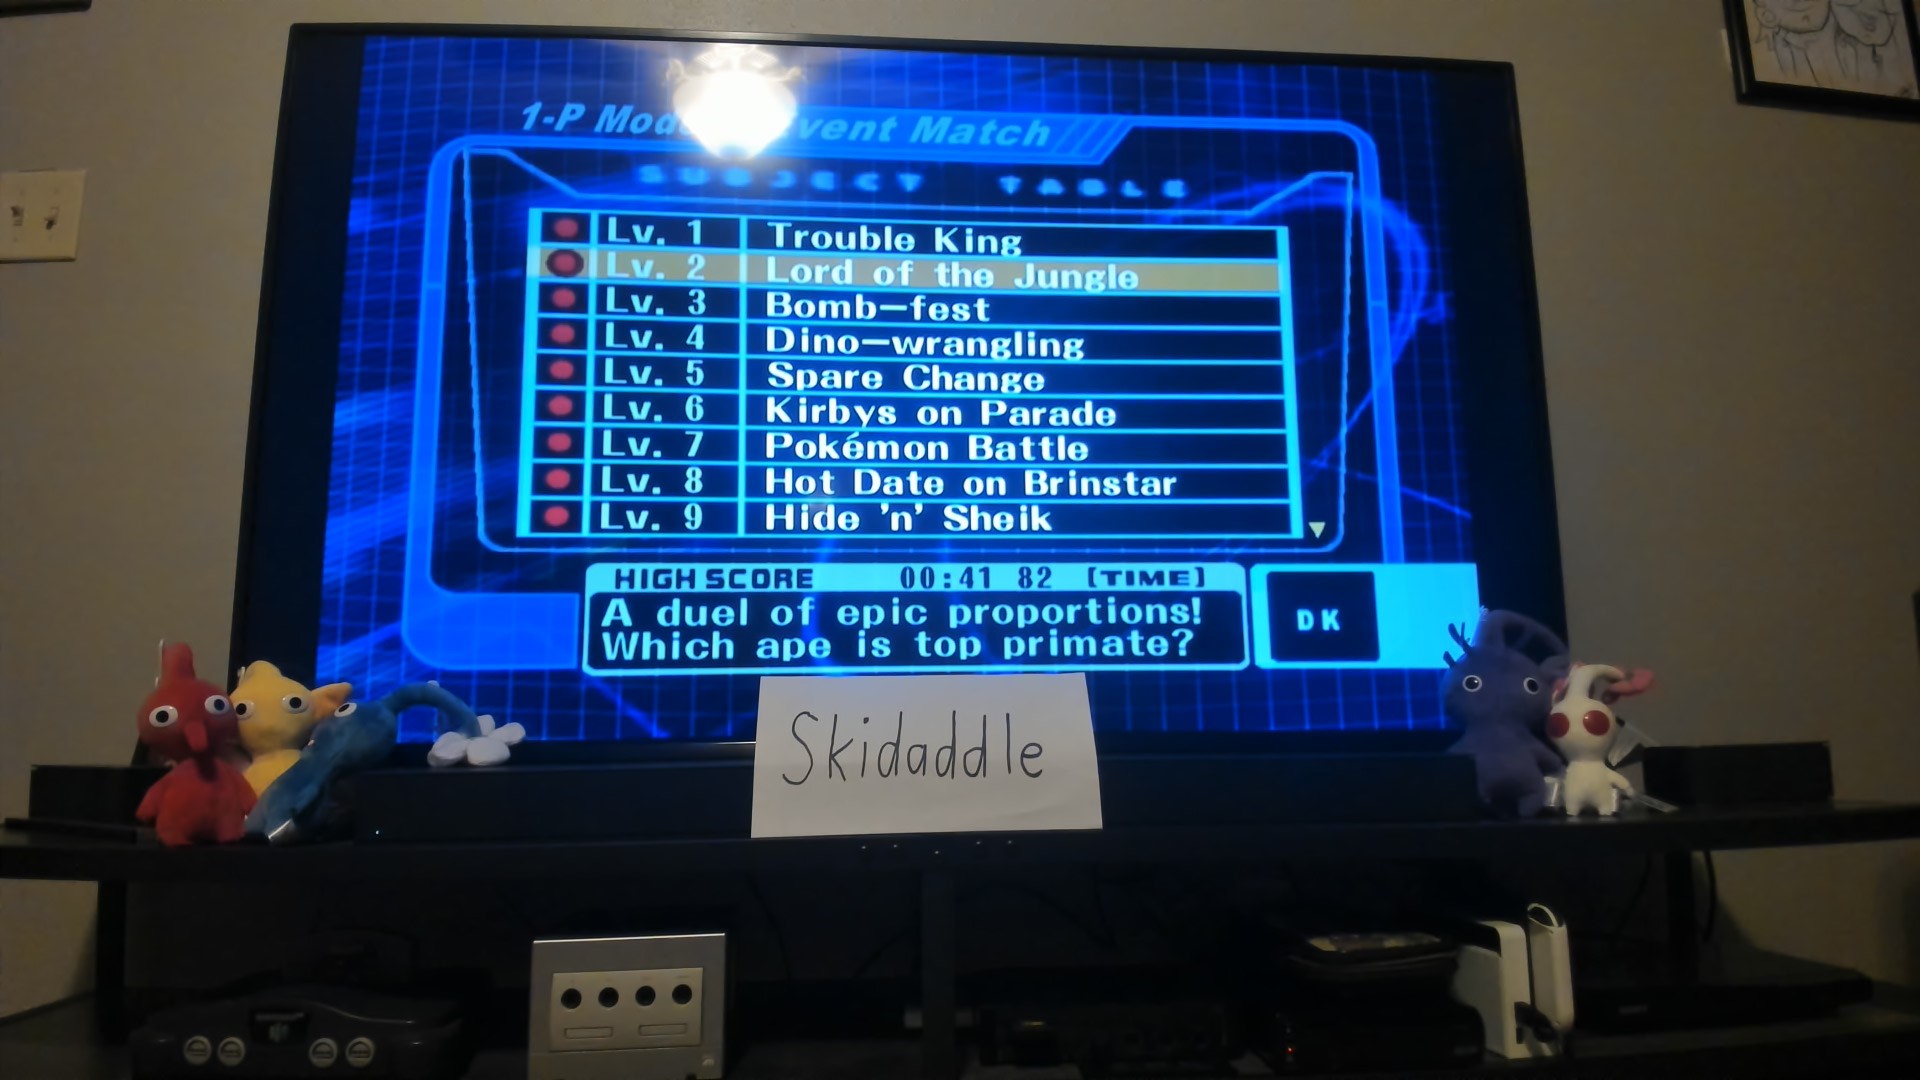 1-P Mode Event Match
SUBJECT TABLE
Lv. 1 Trouble King
Lv. 2 Lord of the Jungle
Lv. 3 Bomb-fest
Lv. 4 Dino-wrangling
Lv. 5 Spare Change
Lv. 6 Kirbys on Parade
Lv. 7 Pokémon Battle
Lv. 8 Hot Date on Brinstar
Lv. 9 Hide 'n' Sheik
HIGH SCORE 00:41 82 [TIME]
A duel of epic proportions!
Which ape is top primate?
DK
Skidaddle